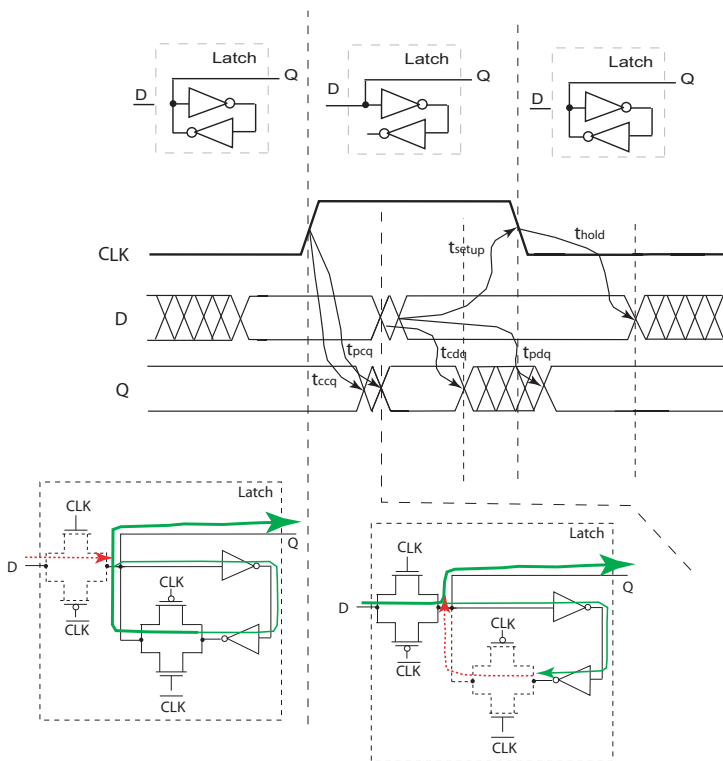 Latch
Q
D
Latch
Q
D
Latch
Q
D
CLK
tsetup
thold
D
tpcq
tcdq
tpdq
tccq
Q
Latch
CLK
Q
D
CLK
CLK
CLK
Latch
CLK
Q
D
CLK
CLK
CLK